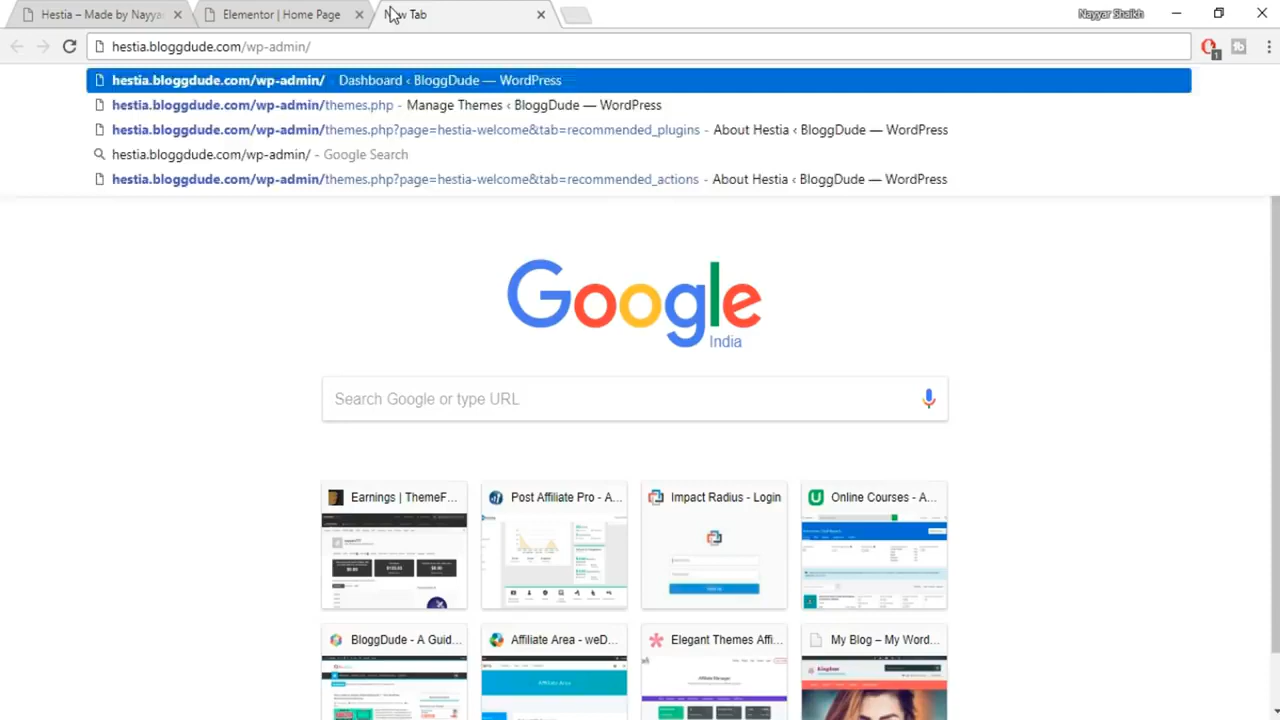 Hestia – Made by Nayya
Elementor | Home Page
New Tab
Nayyar Shaikh
hestia.bloggdude.com/wp-admin/
1
hestia.bloggdude.com/wp-admin/ - Dashboard ‹ BloggDude — WordPress
hestia.bloggdude.com/wp-admin/themes.php - Manage Themes ‹ BloggDude — WordPress
hestia.bloggdude.com/wp-admin/themes.php?page=hestia-welcome&tab=recommended_plugins - About Hestia ‹ BloggDude — WordPress
hestia.bloggdude.com/wp-admin/ - Google Search
hestia.bloggdude.com/wp-admin/themes.php?page=hestia-welcome&tab=recommended_actions - About Hestia ‹ BloggDude — WordPress
Google
India
Search Google or type URL
Earnings | ThemeF...
Post Affiliate Pro - A...
Impact Radius - Login
Online Courses - A...
BloggDude - A Guid...
Affiliate Area - weD...
Elegant Themes Affi...
My Blog – My Word...
Affiliate Area